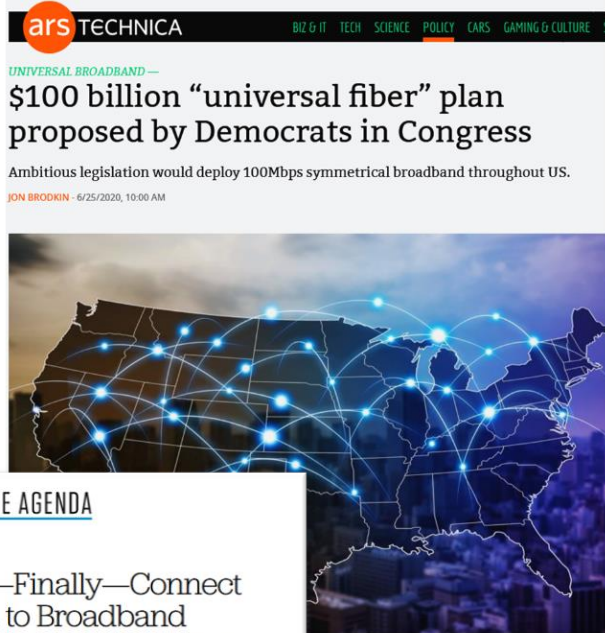 ars TECHNICA
BIZ & IT TECH SCIENCE POLICY CARS GAMING & CULTURE
UNIVERSAL BROADBAND —
$100 billion “universal fiber” plan
proposed by Democrats in Congress
Ambitious legislation would deploy 100Mbps symmetrical broadband throughout US.
JON BRODKIN - 6/25/2020, 10:00 AM
E AGENDA
–Finally—Connect
to Broadband